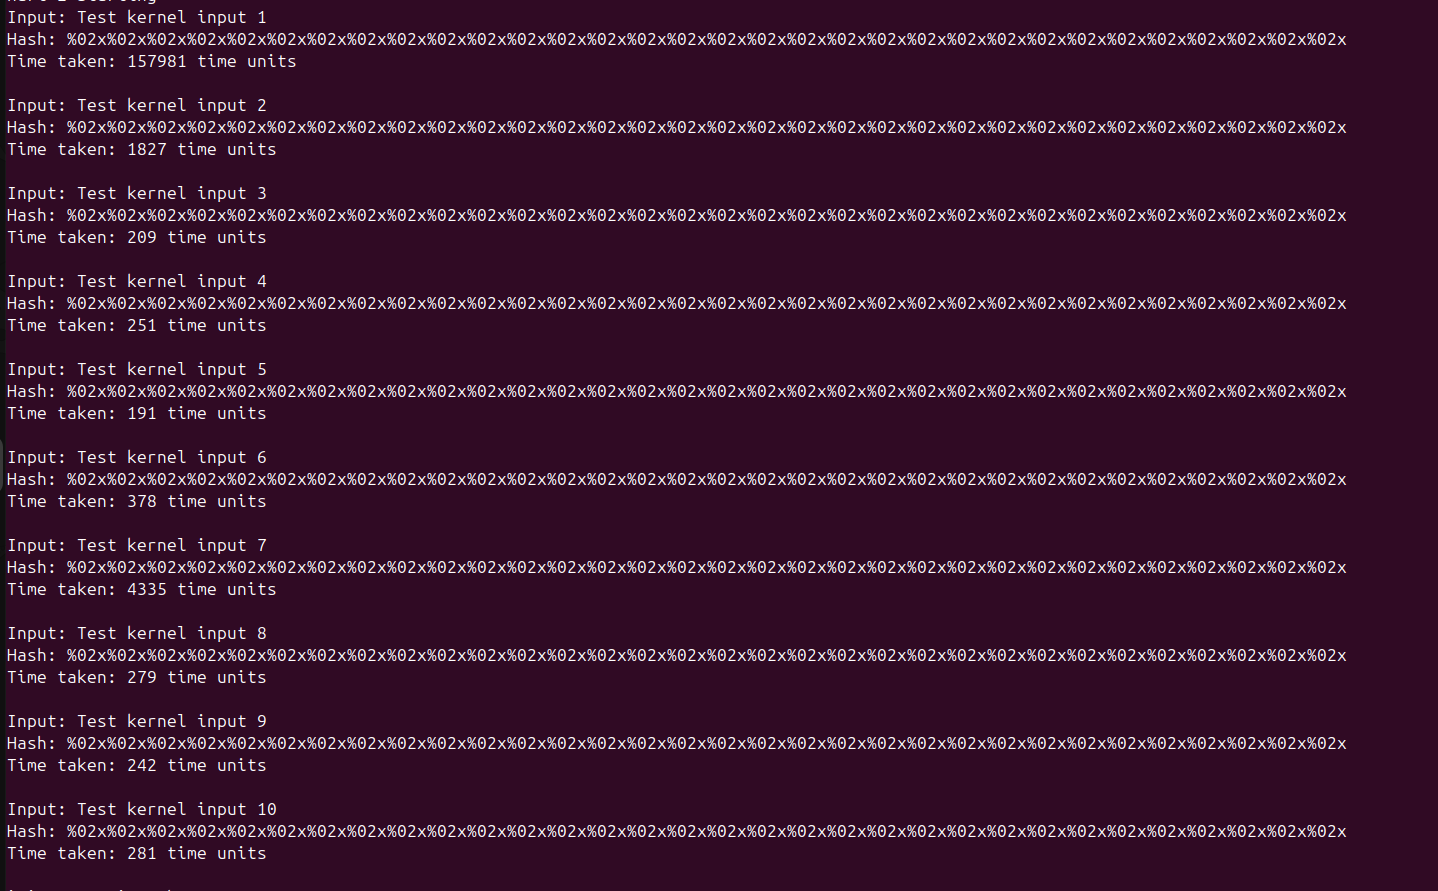 Input: Test kernel input 1
Hash: %02x%02x%02x%02x%02x%02x%02x%02x%02x%02x%02x%02x%02x%02x%02x%02x%02x%02x%02x%02x%02x%02x%02x%02x%02x%02x%02x%02x%02x%02x%02x%02x
Time taken: 157981 time units
Input: Test kernel input 2
Hash: %02x%02x%02x%02x%02x%02x%02x%02x%02x%02x%02x%02x%02x%02x%02x%02x%02x%02x%02x%02x%02x%02x%02x%02x%02x%02x%02x%02x%02x%02x%02x%02x
Time taken: 1827 time units
Input: Test kernel input 3
Hash: %02x%02x%02x%02x%02x%02x%02x%02x%02x%02x%02x%02x%02x%02x%02x%02x%02x%02x%02x%02x%02x%02x%02x%02x%02x%02x%02x%02x%02x%02x%02x%02x
Time taken: 209 time units
Input: Test kernel input 4
Hash: %02x%02x%02x%02x%02x%02x%02x%02x%02x%02x%02x%02x%02x%02x%02x%02x%02x%02x%02x%02x%02x%02x%02x%02x%02x%02x%02x%02x%02x%02x%02x%02x
Time taken: 251 time units
Input: Test kernel input 5
Hash: %02x%02x%02x%02x%02x%02x%02x%02x%02x%02x%02x%02x%02x%02x%02x%02x%02x%02x%02x%02x%02x%02x%02x%02x%02x%02x%02x%02x%02x%02x%02x%02x
Time taken: 191 time units
Input: Test kernel input 6
Hash: %02x%02x%02x%02x%02x%02x%02x%02x%02x%02x%02x%02x%02x%02x%02x%02x%02x%02x%02x%02x%02x%02x%02x%02x%02x%02x%02x%02x%02x%02x%02x%02x
Time taken: 378 time units
Input: Test kernel input 7
Hash: %02x%02x%02x%02x%02x%02x%02x%02x%02x%02x%02x%02x%02x%02x%02x%02x%02x%02x%02x%02x%02x%02x%02x%02x%02x%02x%02x%02x%02x%02x%02x%02x
Time taken: 4335 time units
Input: Test kernel input 8
Hash: %02x%02x%02x%02x%02x%02x%02x%02x%02x%02x%02x%02x%02x%02x%02x%02x%02x%02x%02x%02x%02x%02x%02x%02x%02x%02x%02x%02x%02x%02x%02x%02x
Time taken: 279 time units
Input: Test kernel input 9
Hash: %02x%02x%02x%02x%02x%02x%02x%02x%02x%02x%02x%02x%02x%02x%02x%02x%02x%02x%02x%02x%02x%02x%02x%02x%02x%02x%02x%02x%02x%02x%02x%02x
Time taken: 242 time units
Input: Test kernel input 10
Hash: %02x%02x%02x%02x%02x%02x%02x%02x%02x%02x%02x%02x%02x%02x%02x%02x%02x%02x%02x%02x%02x%02x%02x%02x%02x%02x%02x%02x%02x%02x%02x%02x
Time taken: 281 time units